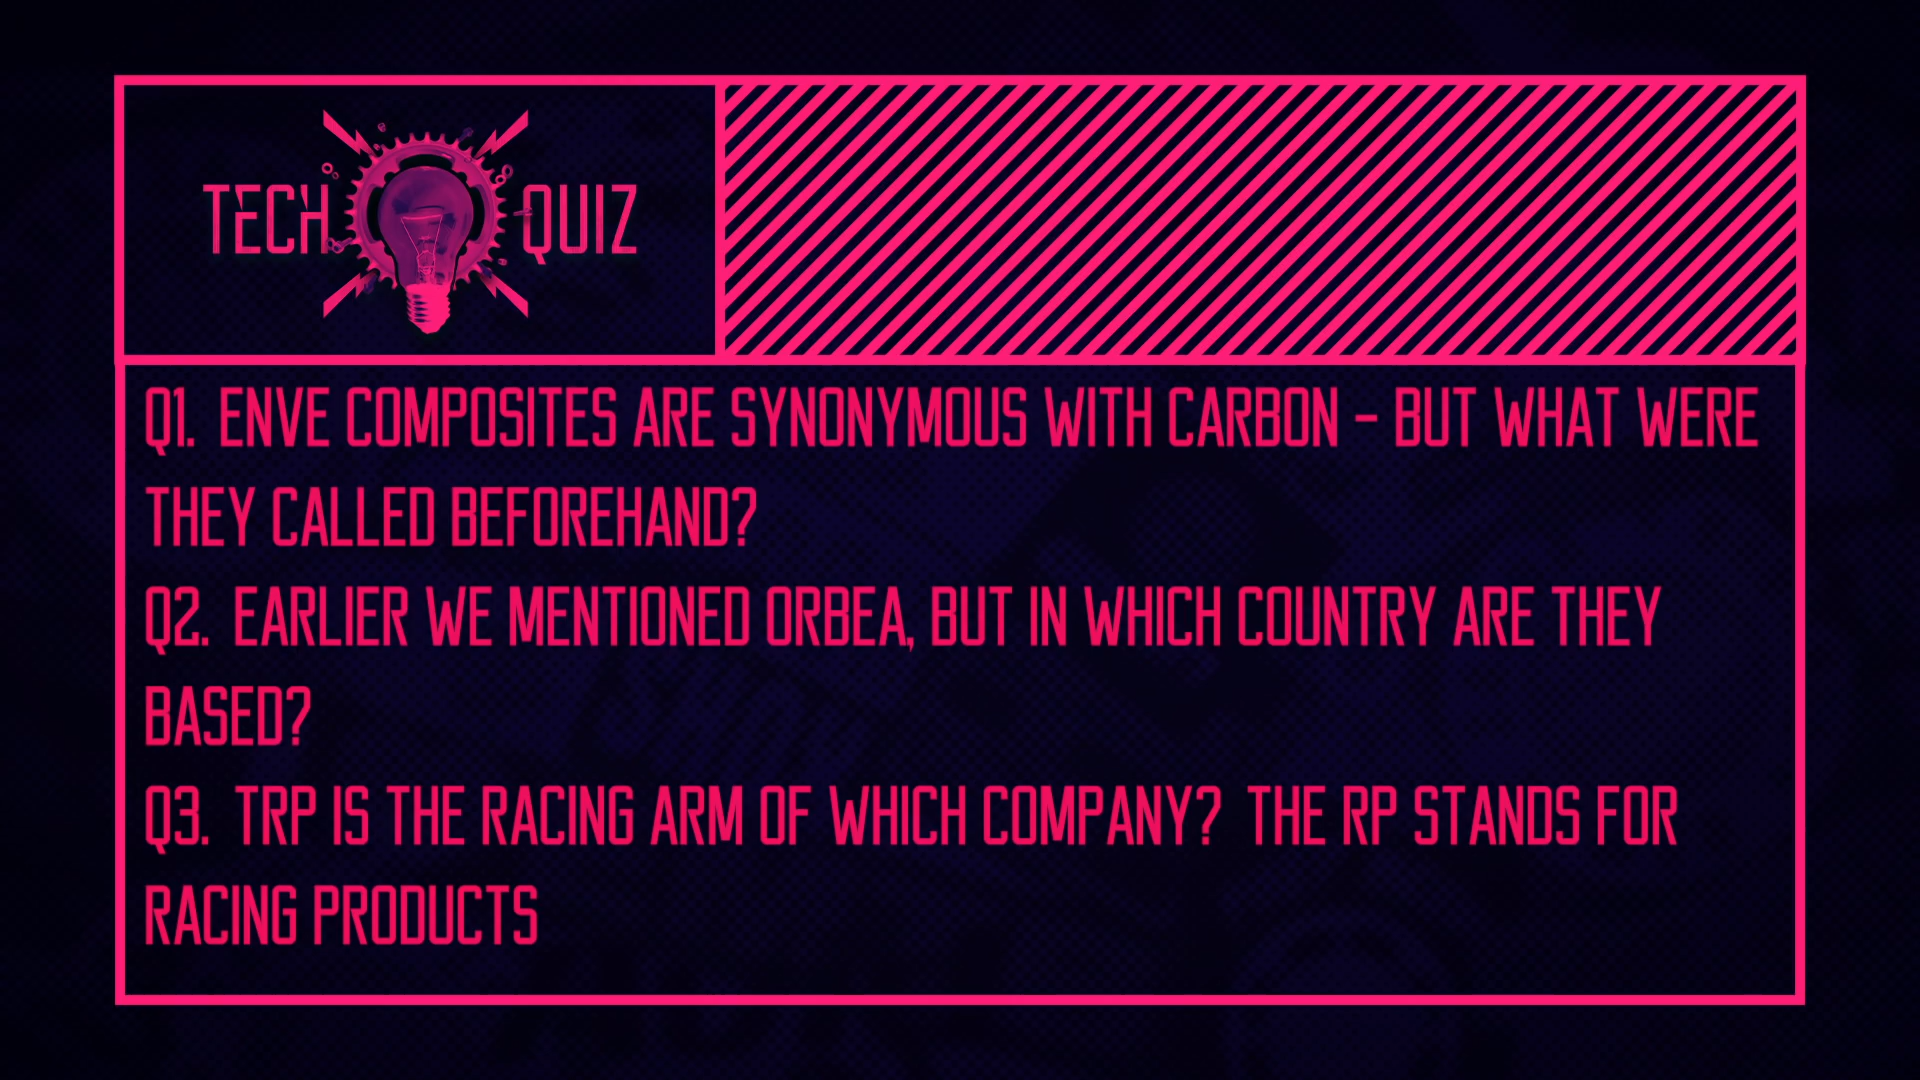 TECH QUIZ
Q1. ENVE COMPOSITES ARE SYNONYMOUS WITH CARBON - BUT WHAT WERE
THEY CALLED BEFOREHAND?
Q2. EARLIER WE MENTIONED ORBEA, BUT IN WHICH COUNTRY ARE THEY
BASED?
Q3. TRP IS THE RACING ARM OF WHICH COMPANY? THE RP STANDS FOR
RACING PRODUCTS